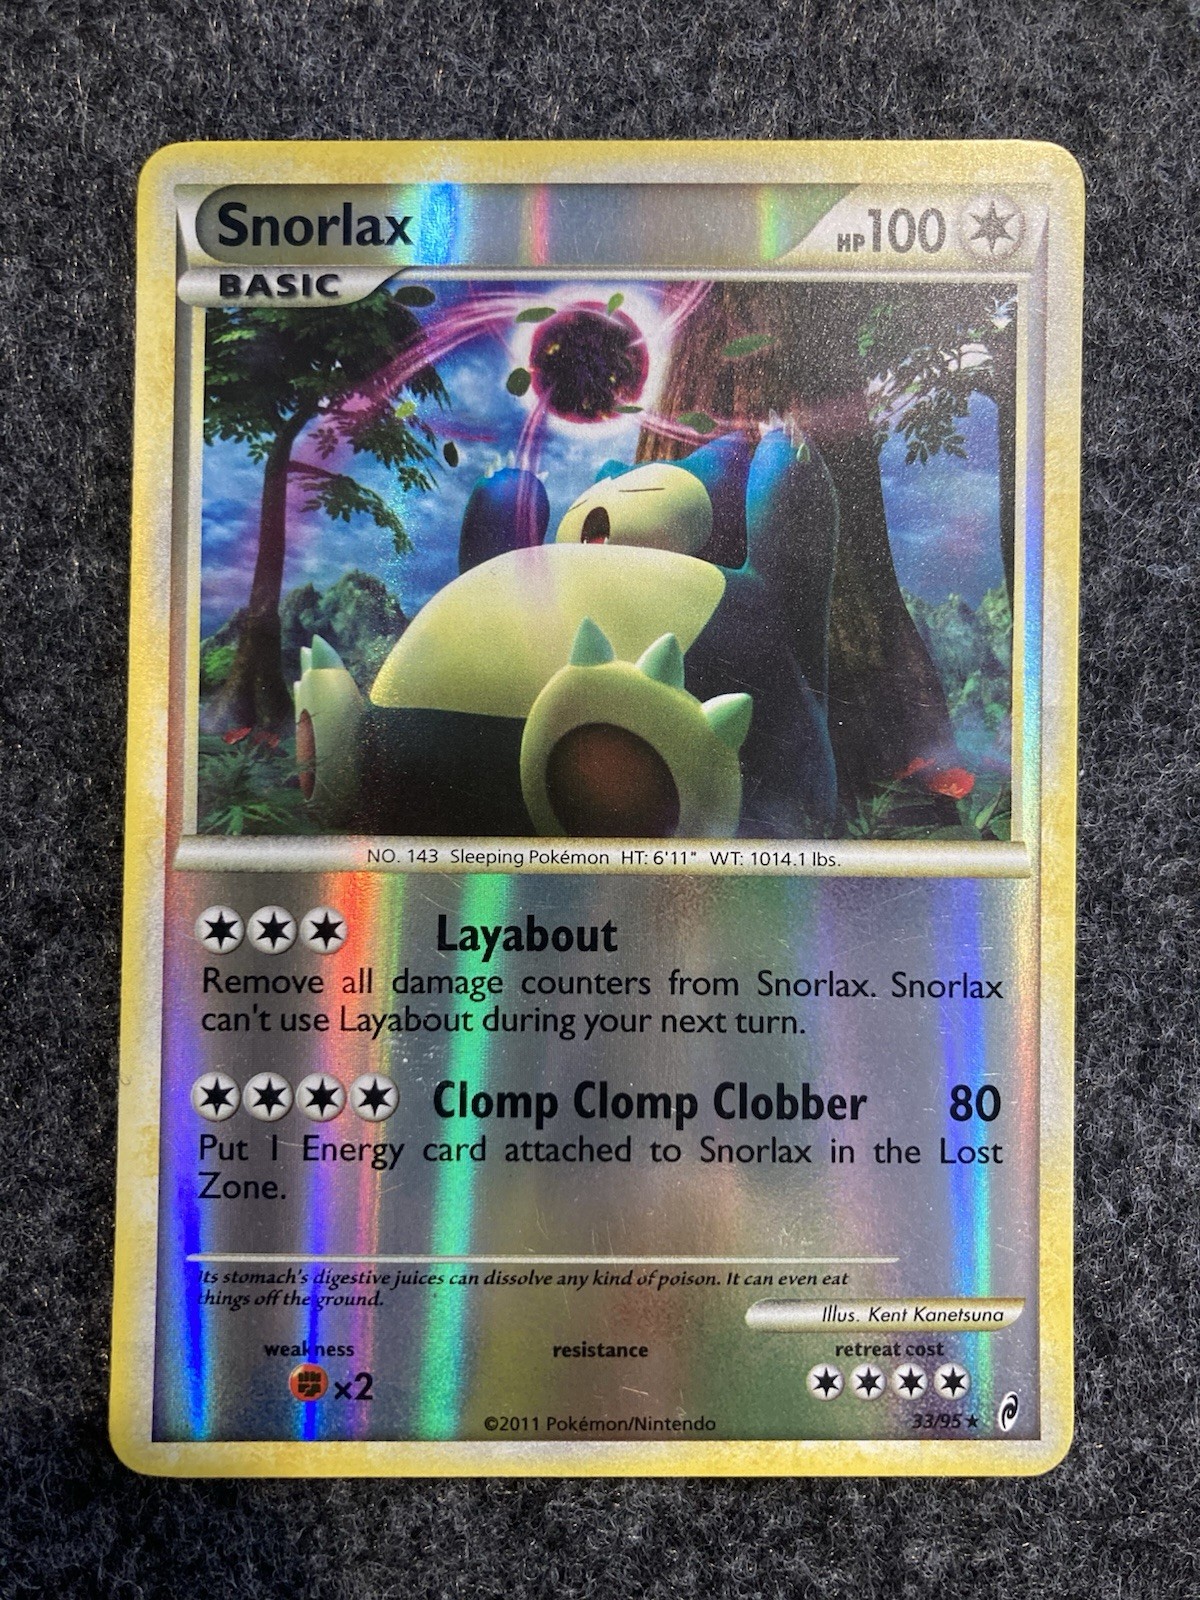 Snorlax
HP 100
BASIC
NO. 143 Sleeping Pokémon HT: 6'11" WT: 1014.1 lbs.
Layabout
Remove all damage counters from Snorlax. Snorlax
can't use Layabout during your next turn.
Clomp Clomp Clobber 80
Put 1 Energy card attached to Snorlax in the Lost
Zone.
Its stomach's digestive juices can dissolve any kind of poison. It can even eat
things off the ground.
Illus. Kent Kanetsuna
weakness resistance retreat cost
×2
©2011 Pokémon/Nintendo 33/95★